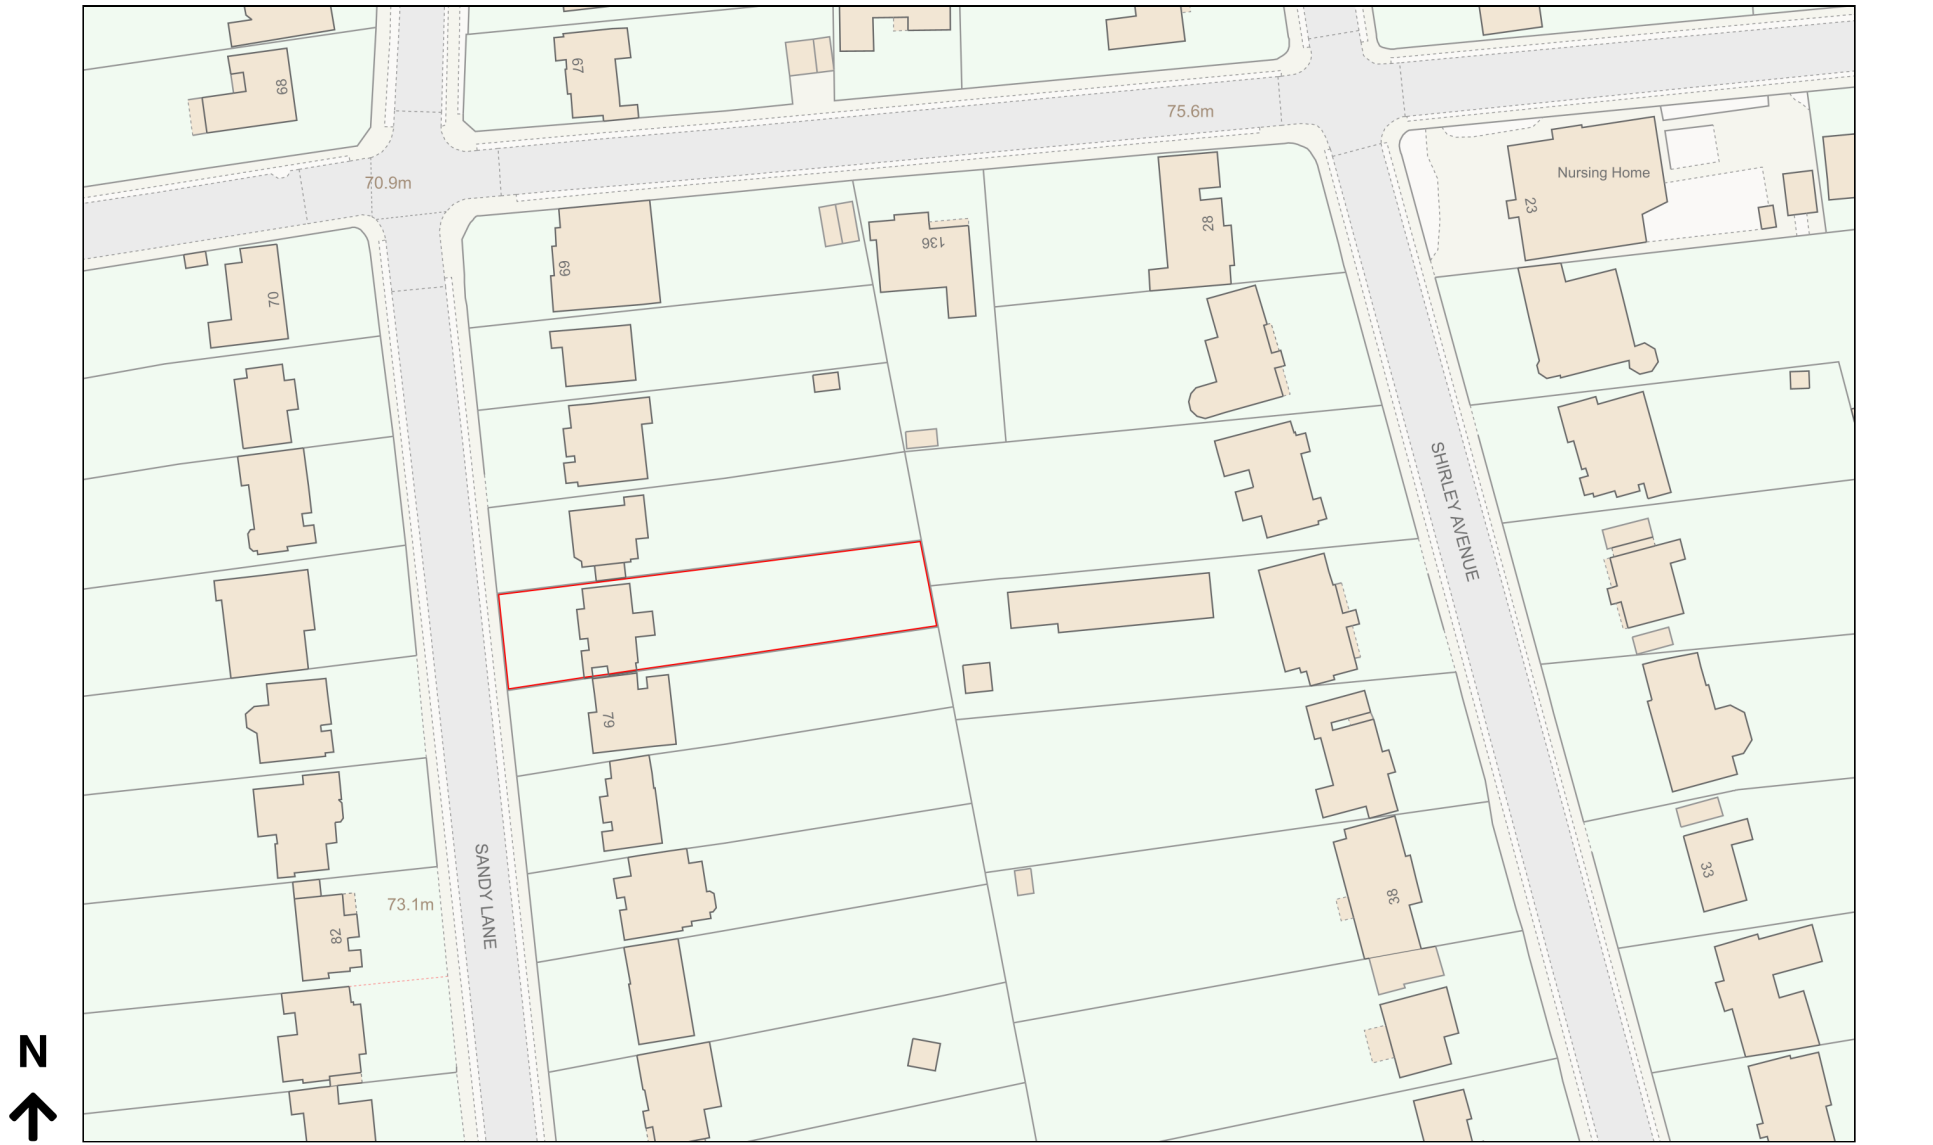 68
67
75.6m
Nursing Home
23
70.9m
28
136
69
70
SHIRLEY AVENUE
79
SANDY LANE
33
38
73.1m
82
N